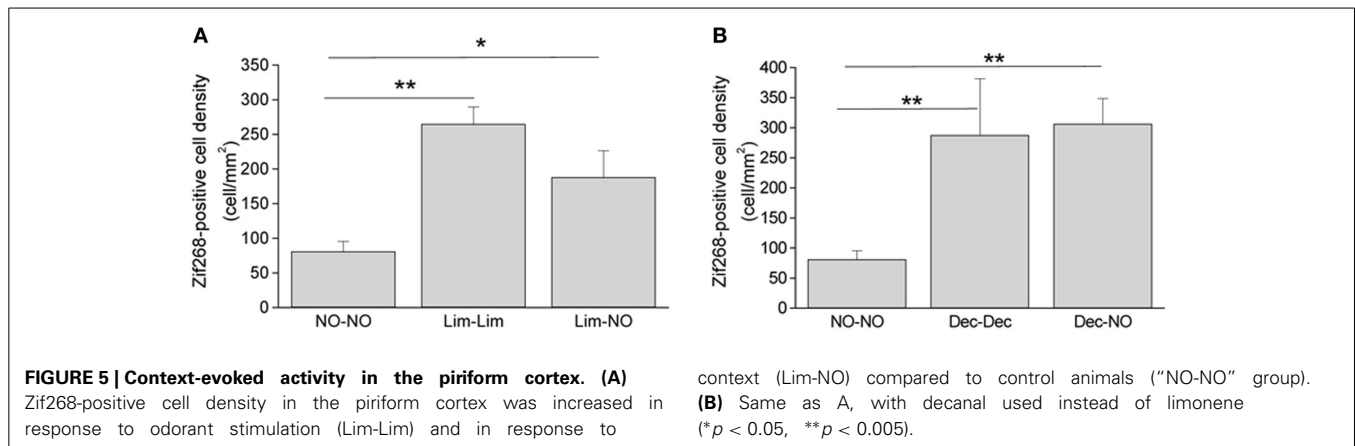 A
Zif268-positive cell density
(cell/mm²)
350
300
250
200
150
100
50
0
*
**
NO-NO Lim-Lim Lim-NO
B
Zif268-positive cell density
(cell/mm²)
400
350
300
250
200
150
100
50
0
**
**
NO-NO Dec-Dec Dec-NO
FIGURE 5 | Context-evoked activity in the piriform cortex. (A)
Zif268-positive cell density in the piriform cortex was increased in
response to odorant stimulation (Lim-Lim) and in response to
context (Lim-NO) compared to control animals ("NO-NO" group).
(B) Same as A, with decanal used instead of limonene
(*p < 0.05, **p < 0.005).